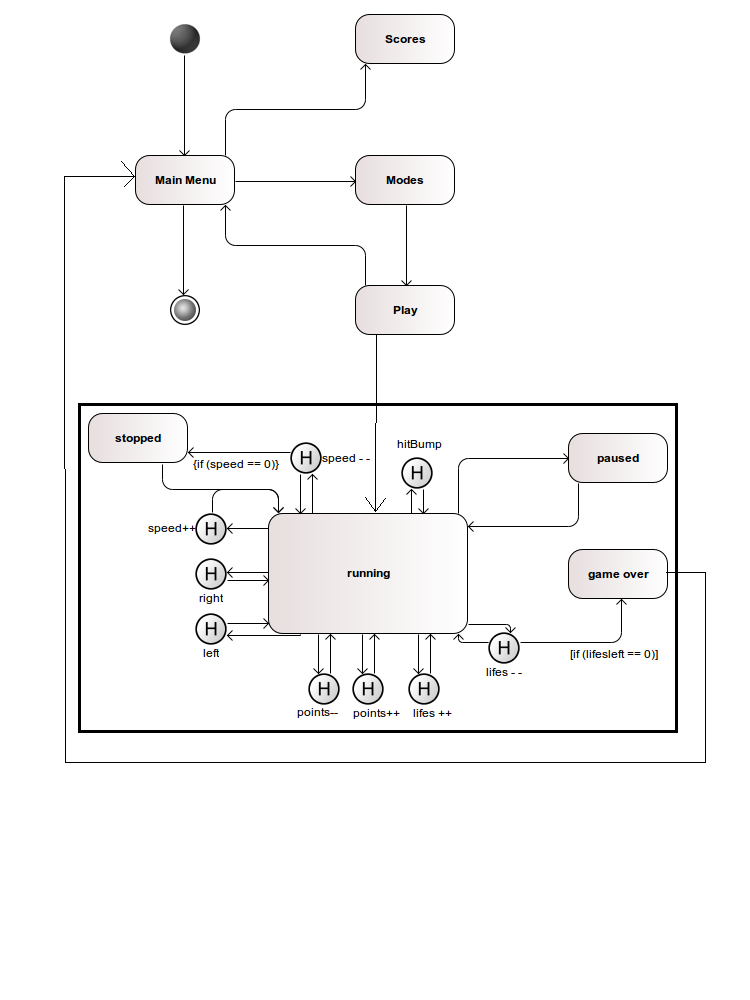 Scores
Main Menu
Modes
Play
stopped
{if (speed == 0)}
H
speed - -
hitBump
H
paused
speed++
H
running
H
right
game over
H
left
H
lifes - -
[if (lifesleft == 0)]
H
points--
H
points++
H
lifes ++